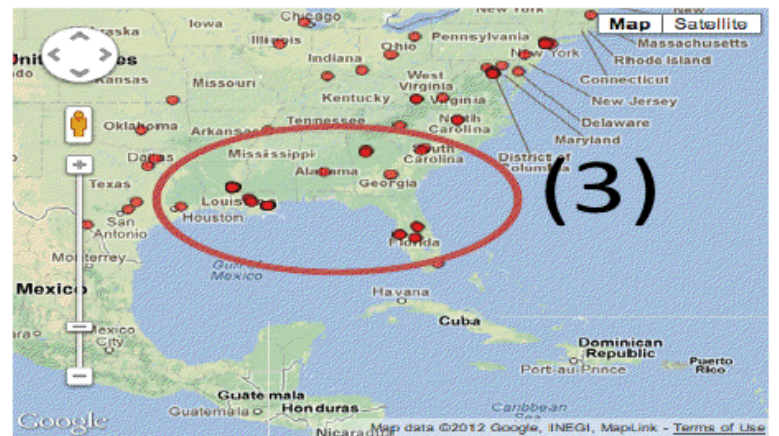 New York
Chicago
Iowa
Map Satellite
Illinois
Ohio
Pennsylvania
Massachusetts
Indiana
New York
Rhode Island
Kansas
Missouri
West
Virginia
Connecticut
Kentucky
Virginia
New Jersey
Oklahoma
Arkansas
Tennessee
North
Carolina
Delaware
Maryland
Dallas
Mississippi
South
Carolina
District of
Columbia
(3)
Alabama
Georgia
Texas
Houston
San
Antonio
Florida
Monterrey
Gulf of
Mexico
Mexico
Havana
Cuba
Mexico
City
Dominican
Republic
Port-au-Prince
Puerto
Rico
Guatemala
Guatemala
Honduras
Caribbean
Google
Nicaragua
Map data ©2012 Google, INEGI, MapLink - Terms of Use